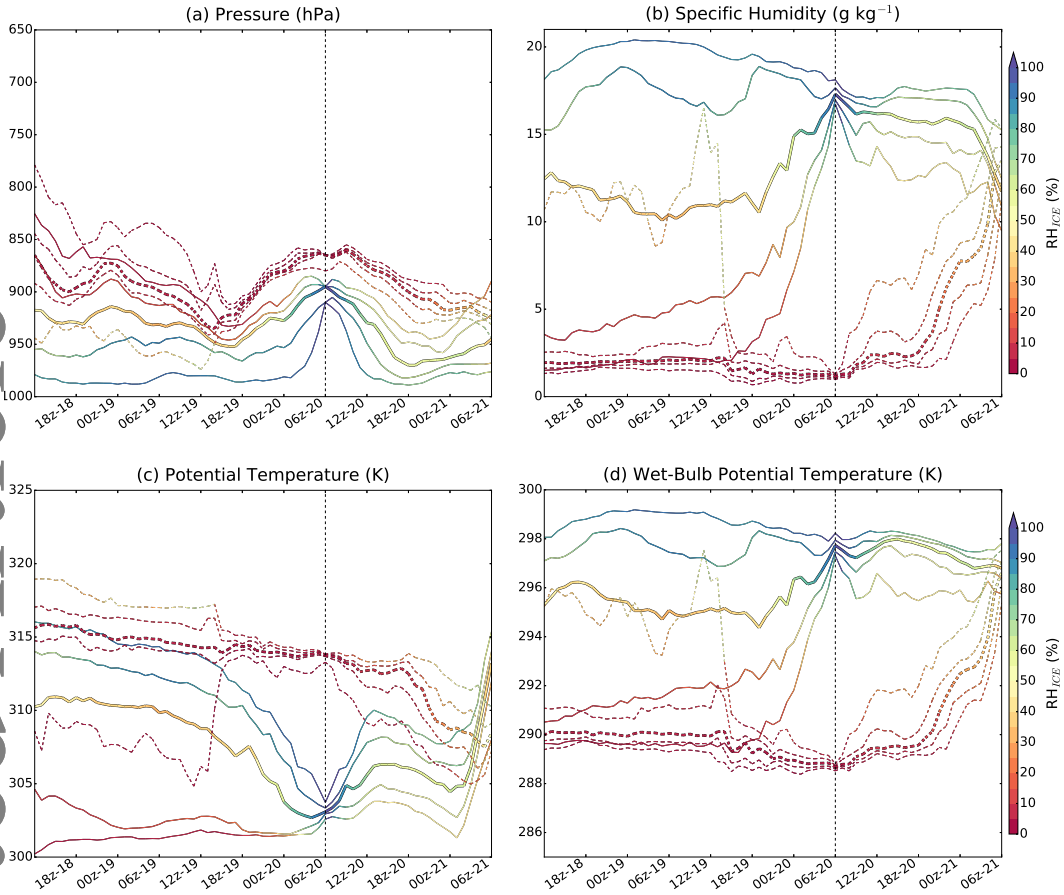 (a) Pressure (hPa)
650
700
750
800
850
900
950
1000
18z-18
00z-19
06z-19
12z-19
18z-19
00z-20
06z-20
12z-20
18z-20
00z-21
06z-21
(b) Specific Humidity (g kg⁻¹)
20
15
10
5
0
18z-18
00z-19
06z-19
12z-19
18z-19
00z-20
06z-20
12z-20
18z-20
00z-21
06z-21
100
90
80
70
60
50
40
30
20
10
0
RH_ICE (%)
(c) Potential Temperature (K)
325
320
315
310
305
300
18z-18
00z-19
06z-19
12z-19
18z-19
00z-20
06z-20
12z-20
18z-20
00z-21
06z-21
(d) Wet-Bulb Potential Temperature (K)
300
298
296
294
292
290
288
286
18z-18
00z-19
06z-19
12z-19
18z-19
00z-20
06z-20
12z-20
18z-20
00z-21
06z-21
100
90
80
70
60
50
40
30
20
10
0
RH_ICE (%)